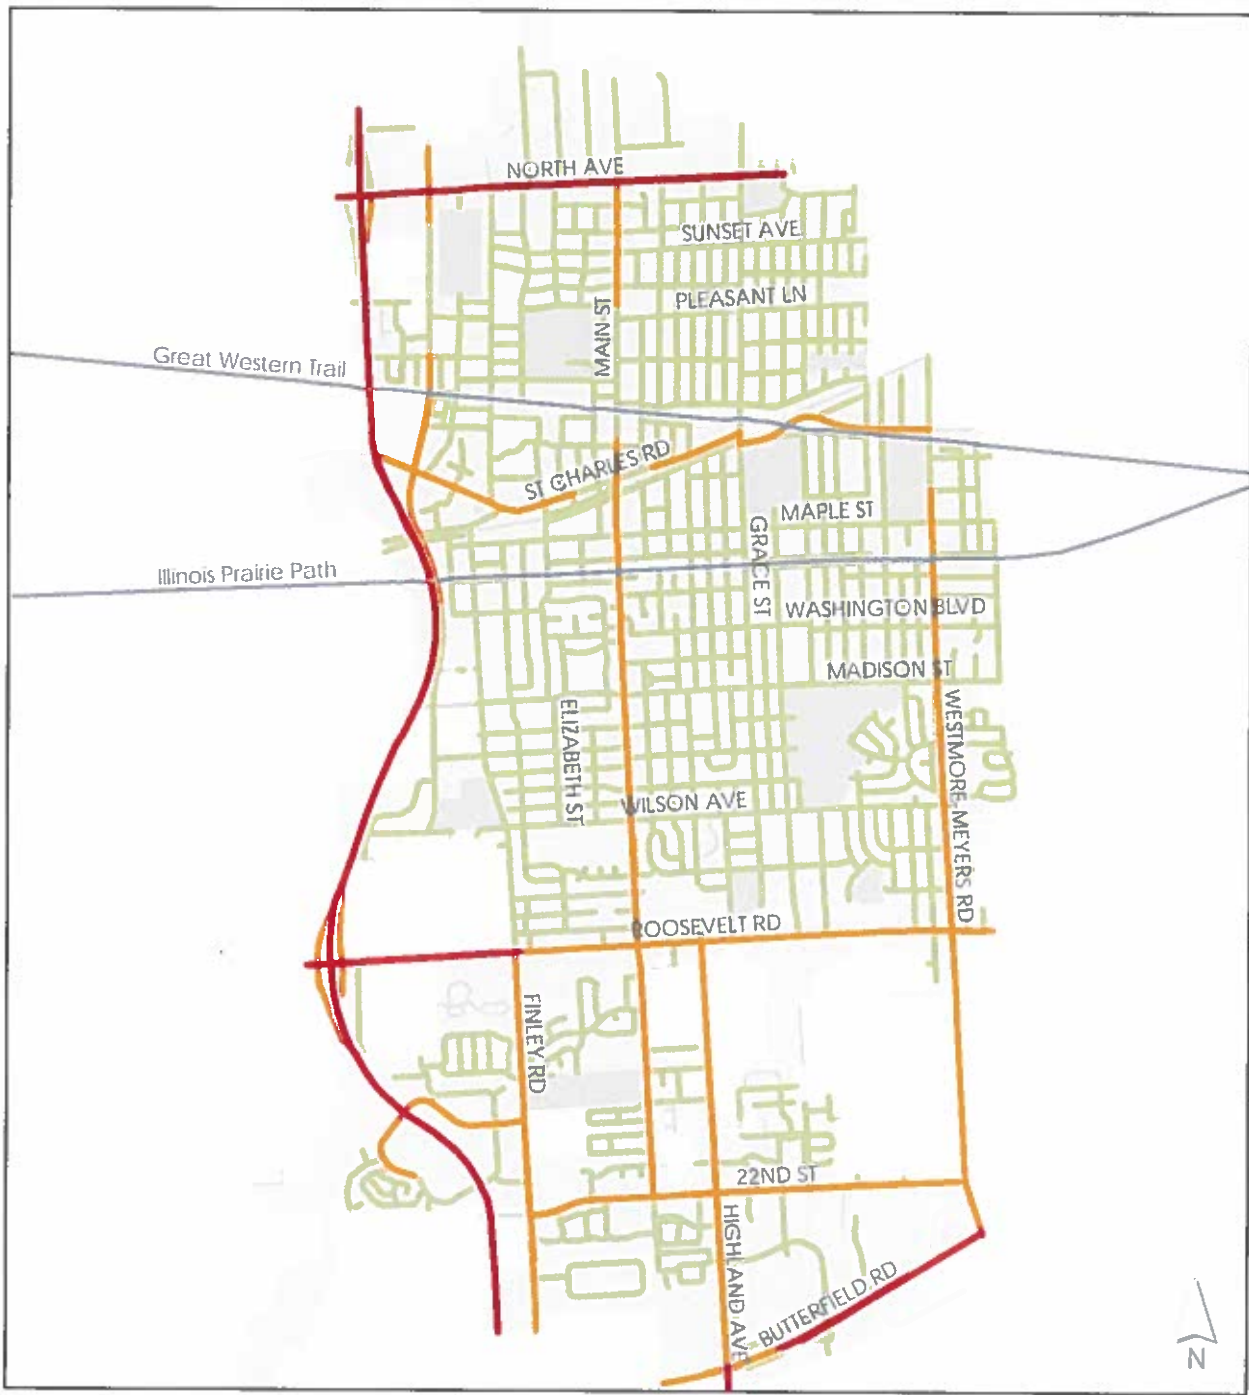 NORTH AVE
SUNSET AVE
PLEASANT LN
MAIN ST
Great Western Trail
ST CHARLES RD
MAPLE ST
GRACE ST
Illinois Prairie Path
WASHINGTON BLVD
MADISON ST
ELIZABETH ST
WESTMORE-MEYERS RD
WILSON AVE
ROOSEVELT RD
FINLEY RD
22ND ST
HIGHLAND AVE
BUTTERFIELD RD
N